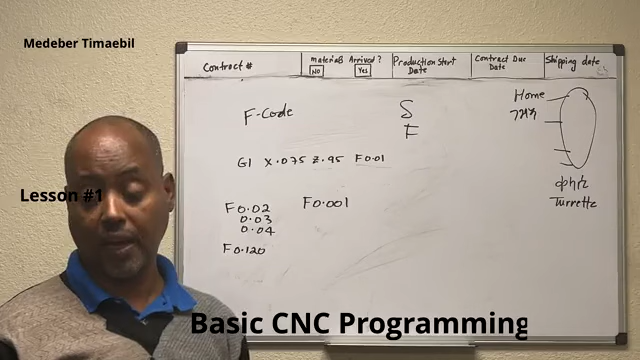 Medeber Timaebil
Contract #
Materials Arrived?
No
Yes
Production Start
Date
Contract Due
Date
Shipping date
F-Code
S
F
Home
G1 X.075 Z.95 F0.01
Lesson #1
F0.02
0.03
0.04
F0.001
Turrette
F0.120
Basic CNC Programming